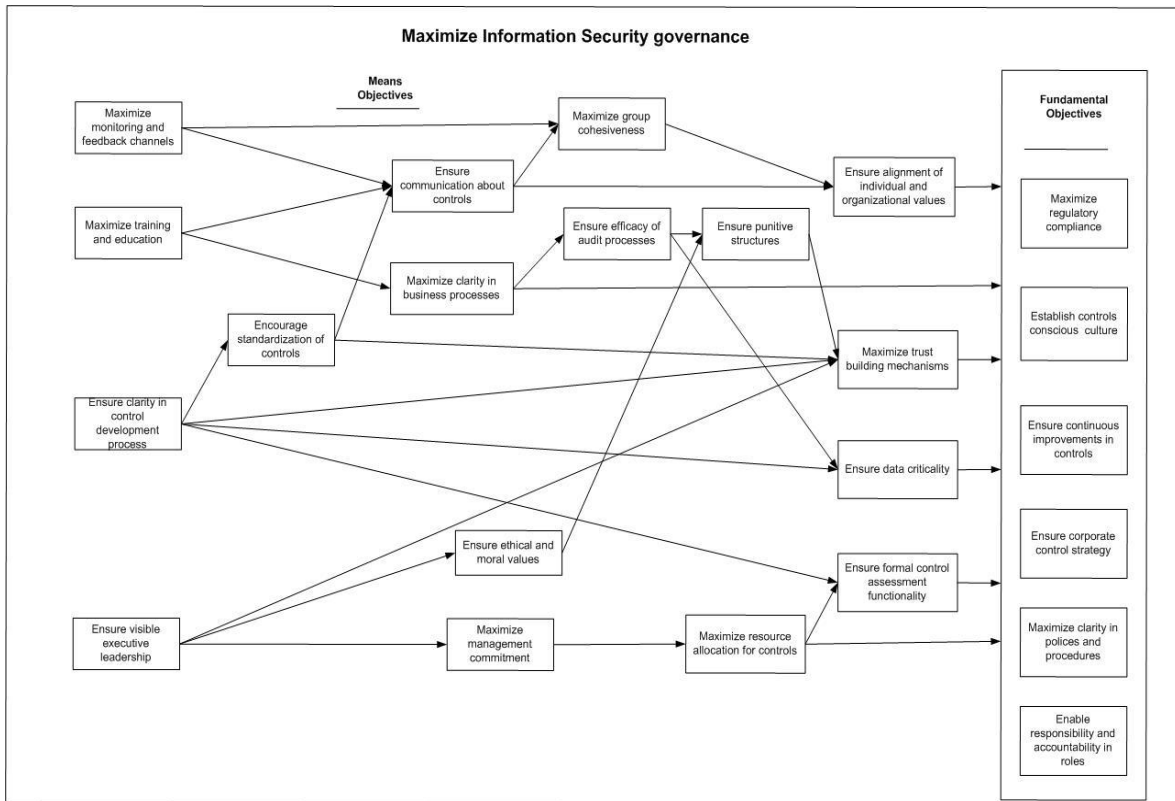 Maximize Information Security governance
Means
Objectives
Fundamental
Objectives
Maximize
monitoring and
feedback channels
Maximize group
cohesiveness
Ensure
communication about
controls
Ensure alignment of
individual and
organizational values
Maximize
regulatory
compliance
Maximize training
and education
Ensure efficacy of
audit processes
Ensure punitive
structures
Maximize clarity in
business processes
Encourage
standardization of
controls
Establish controls
conscious culture
Maximize trust
building mechanisms
Ensure clarity in
control
development
process
Ensure continuous
improvements in
controls
Ensure data criticality
Ensure ethical and
moral values
Ensure corporate
control strategy
Ensure formal control
assessment
functionality
Ensure visible
executive
leadership
Maximize
management
commitment
Maximize resource
allocation for controls
Maximize clarity in
polices and
procedures
Enable
responsibility and
accountability in
roles